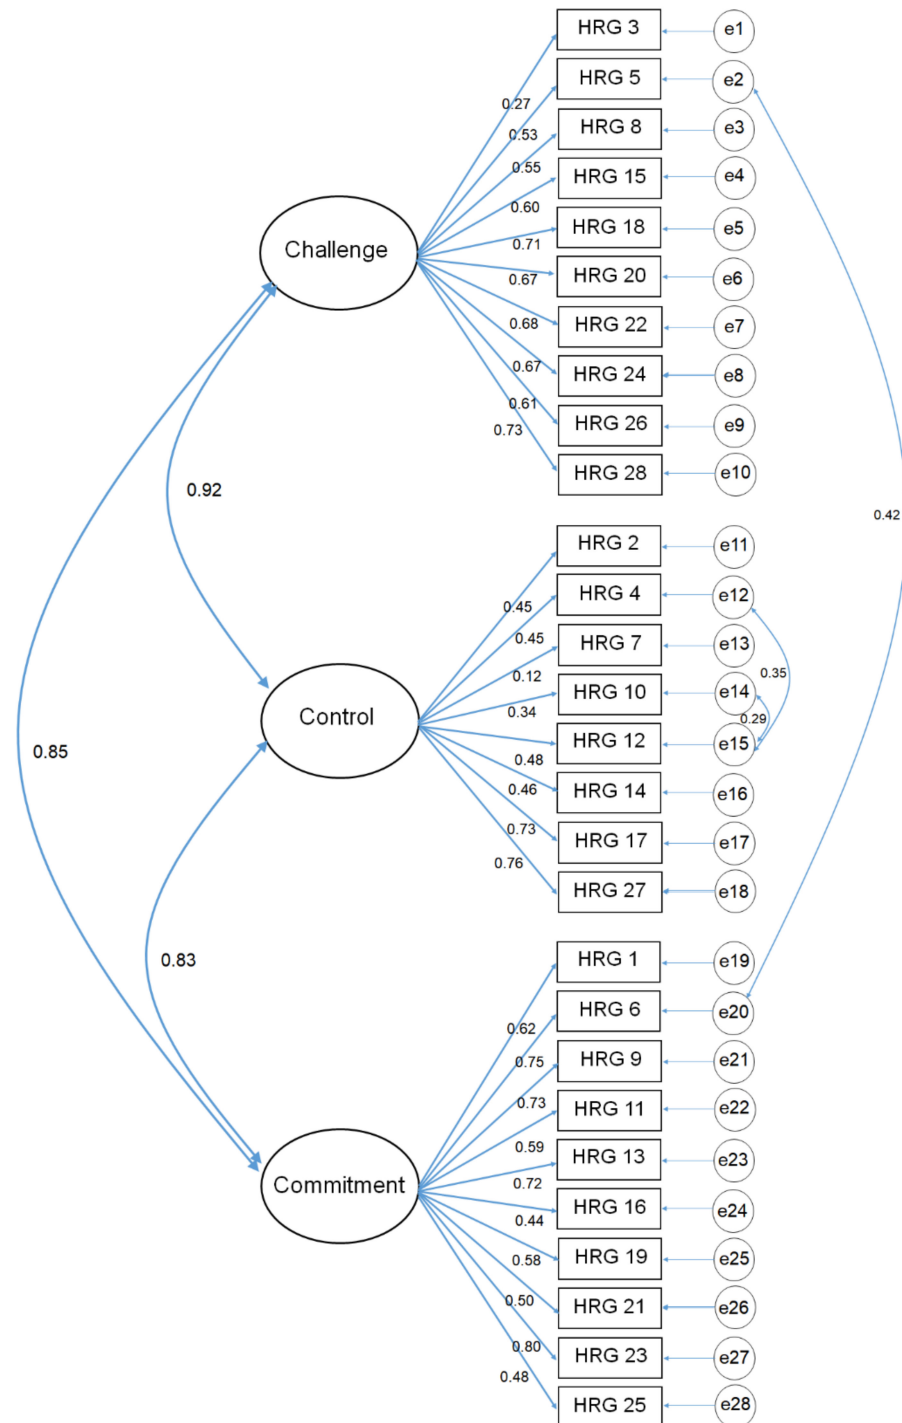 HRG 3 e1
HRG 5 e2
0.27
HRG 8 e3
0.53
0.55
HRG 15 e4
0.60
HRG 18 e5
Challenge
0.71
HRG 20 e6
0.67
HRG 22 e7
0.68
0.67
HRG 24 e8
0.61
HRG 26 e9
0.73
HRG 28 e10
0.92
0.42
HRG 2 e11
HRG 4 e12
0.45
0.45
HRG 7 e13
0.35
0.12
HRG 10 e14
0.34
Control
0.29
HRG 12 e15
0.85
0.48
0.46
HRG 14 e16
0.73
HRG 17 e17
0.76
HRG 27 e18
0.83
HRG 1 e19
HRG 6 e20
0.62
0.75
HRG 9 e21
0.73
HRG 11 e22
0.59
HRG 13 e23
0.72
Commitment
HRG 16 e24
0.44
0.58
HRG 19 e25
0.50
HRG 21 e26
0.80
HRG 23 e27
0.48
HRG 25 e28